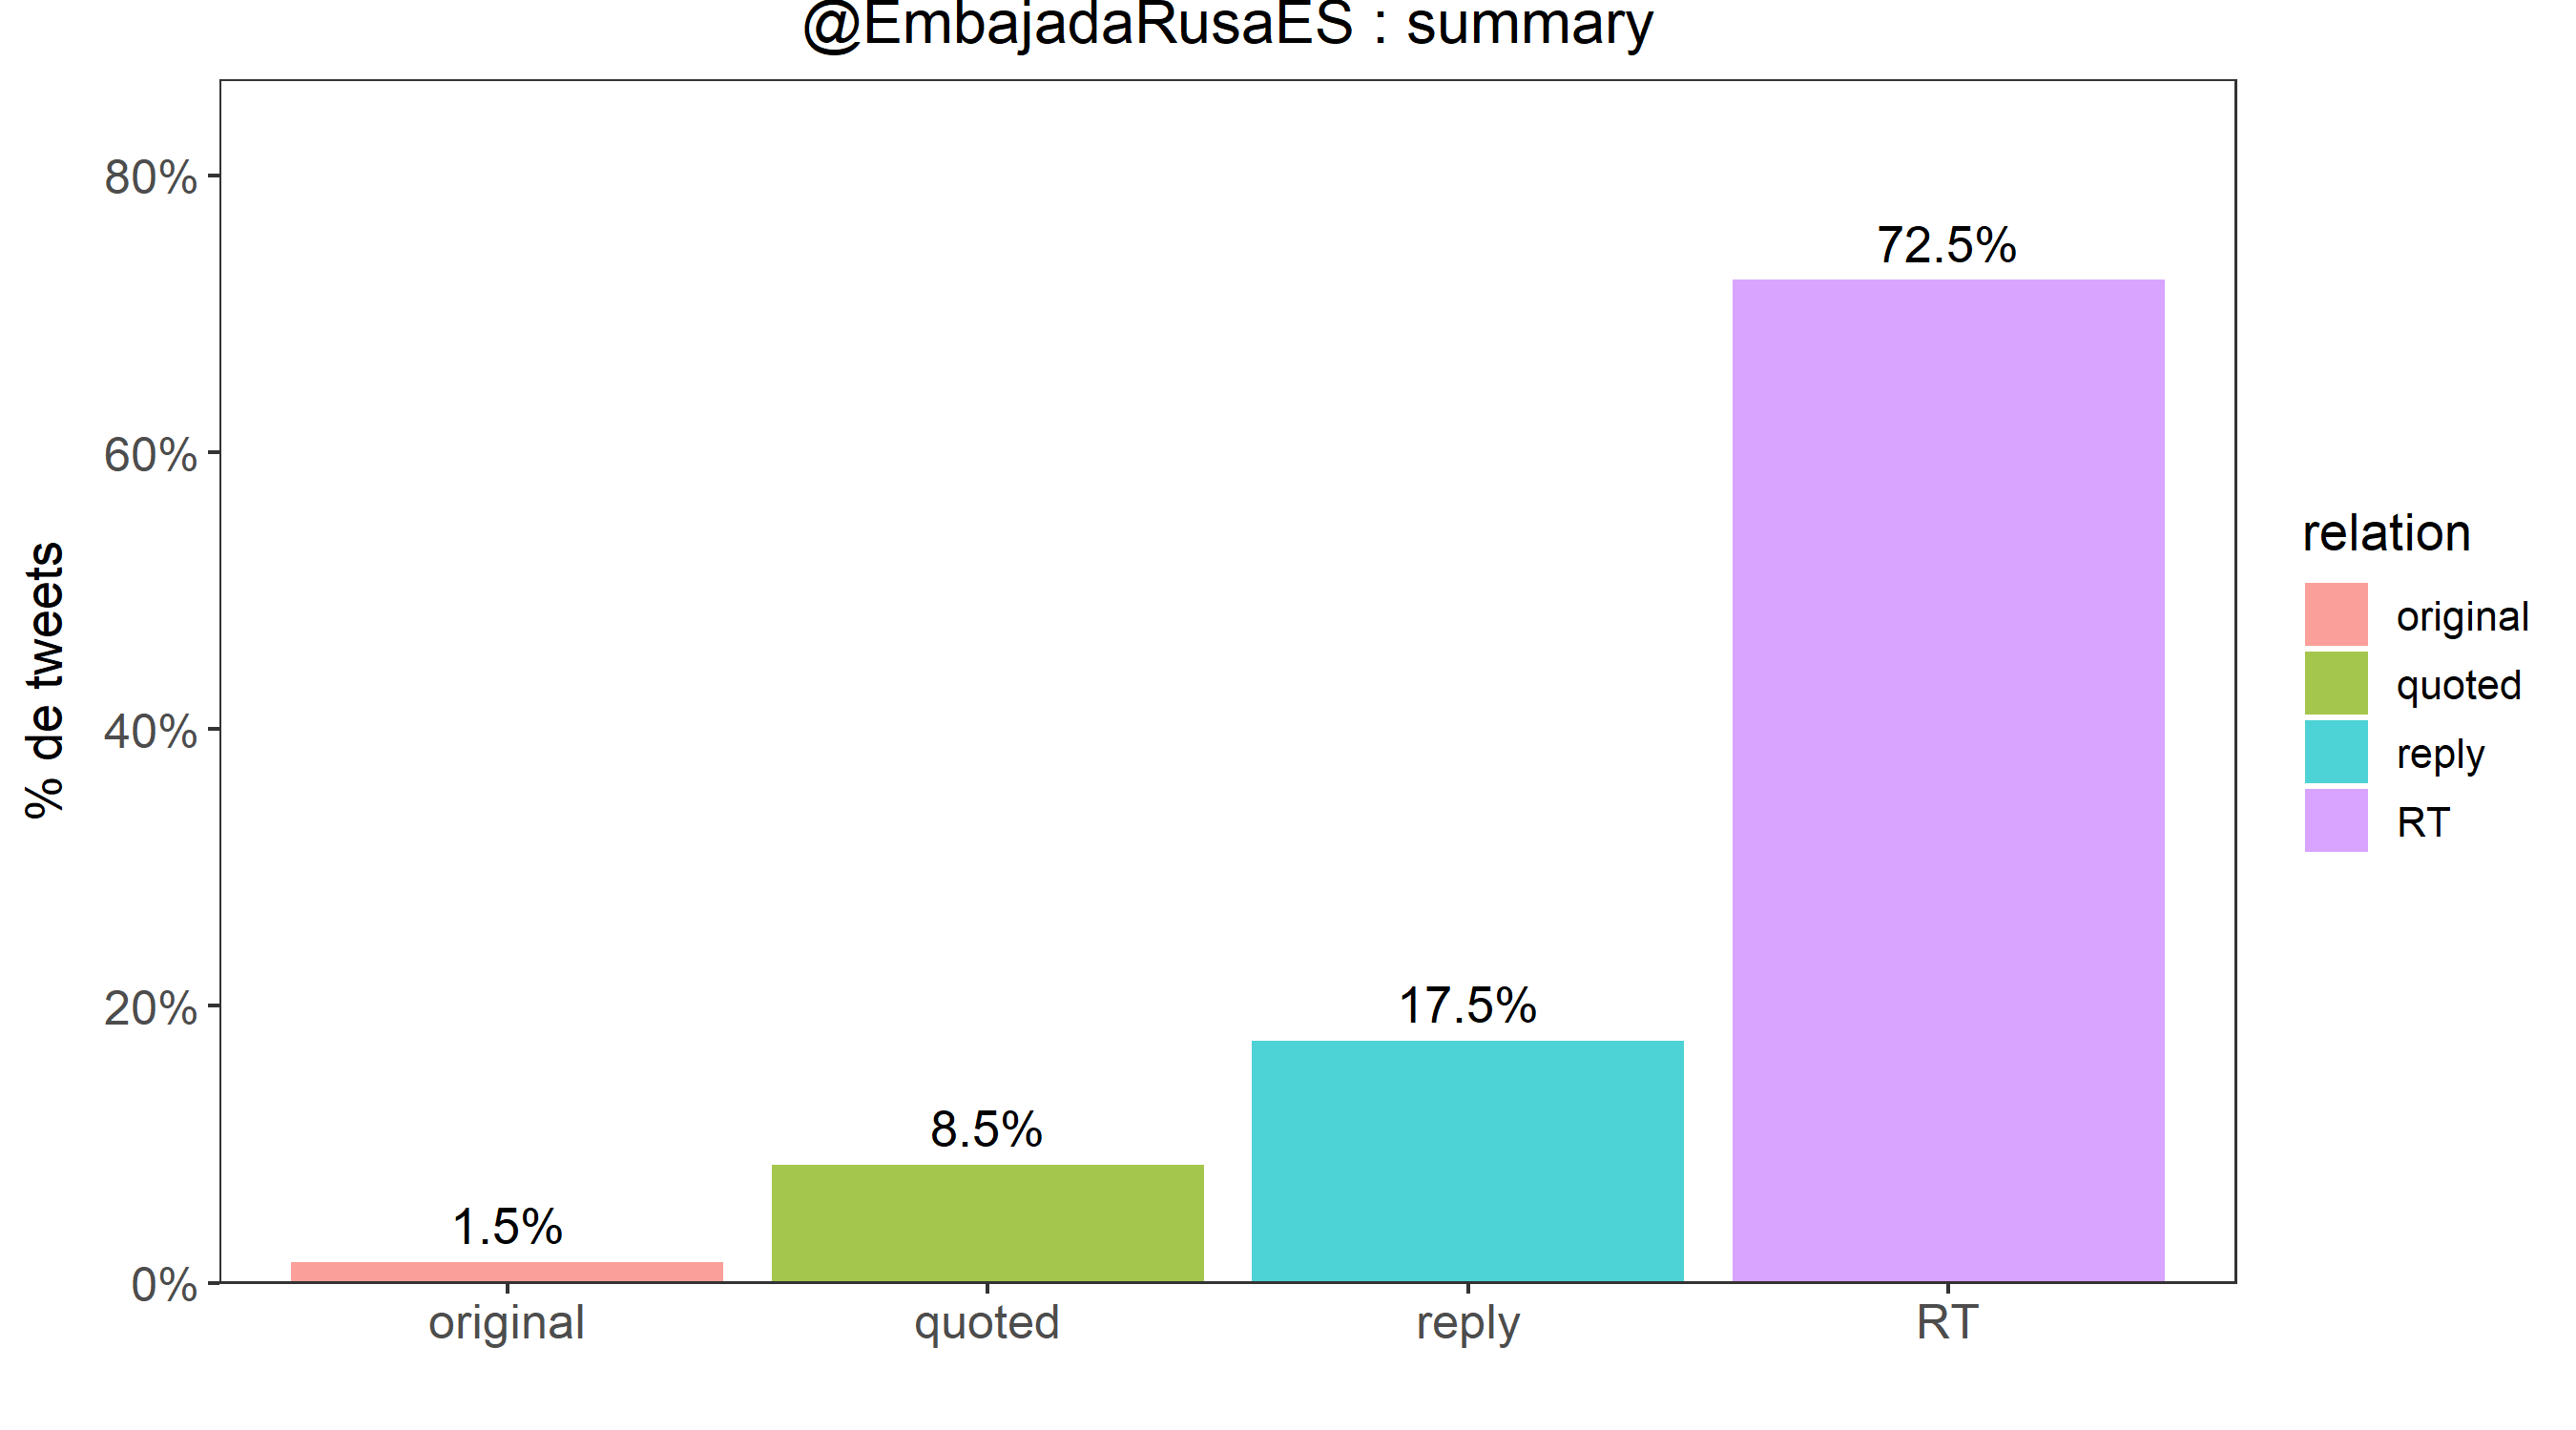 @EmbajadaRusaES : summary
% de tweets
80%
60%
40%
20%
0%
72.5%
17.5%
8.5%
1.5%
original
quoted
reply
RT
relation
original
quoted
reply
RT